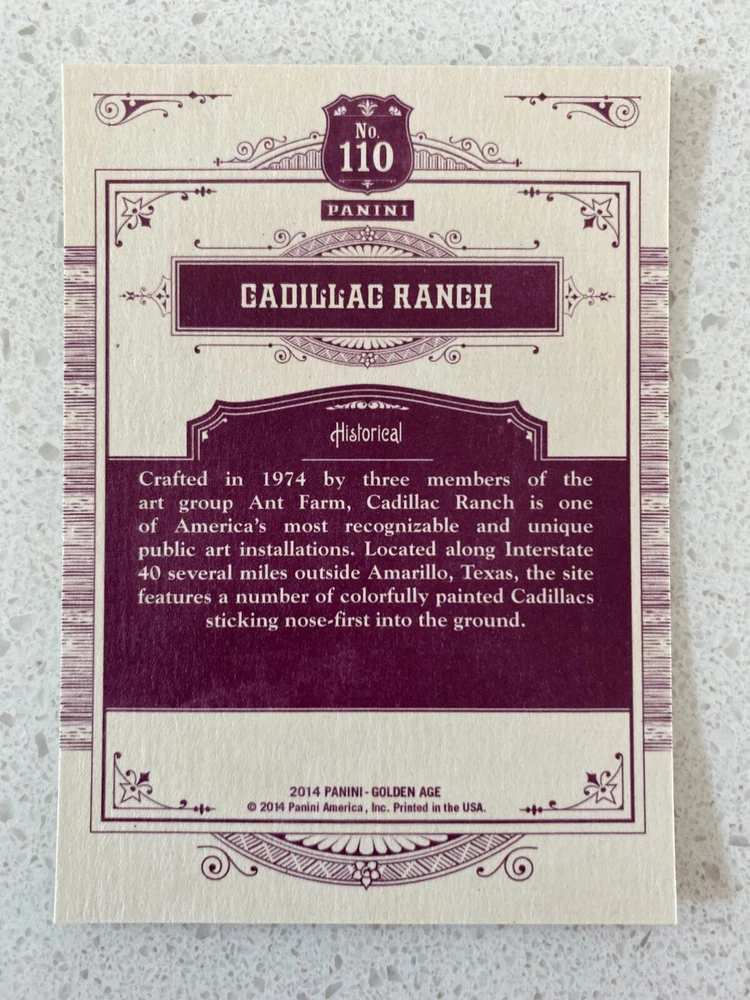 No.
110
PANINI
CADILLAC RANCH
Historical
Crafted in 1974 by three members of the
art group Ant Farm, Cadillac Ranch is one
of America's most recognizable and unique
public art installations. Located along Interstate
40 several miles outside Amarillo, Texas, the site
features a number of colorfully painted Cadillacs
sticking nose-first into the ground.
2014 PANINI - GOLDEN AGE
© 2014 Panini America, Inc. Printed in the USA.